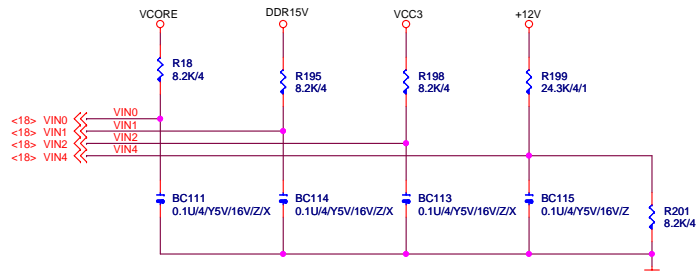 VCORE
DDR15V
VCC3
+12V
R18
8.2K/4
R195
8.2K/4
R198
8.2K/4
R199
24.3K/4/1
<18> VIN0
VIN0
<18> VIN1
VIN1
<18> VIN2
VIN2
<18> VIN4
VIN4
BC111
0.1U/4/Y5V/16V/Z/X
BC114
0.1U/4/Y5V/16V/Z/X
BC113
0.1U/4/Y5V/16V/Z/X
BC115
0.1U/4/Y5V/16V/Z
R201
8.2K/4